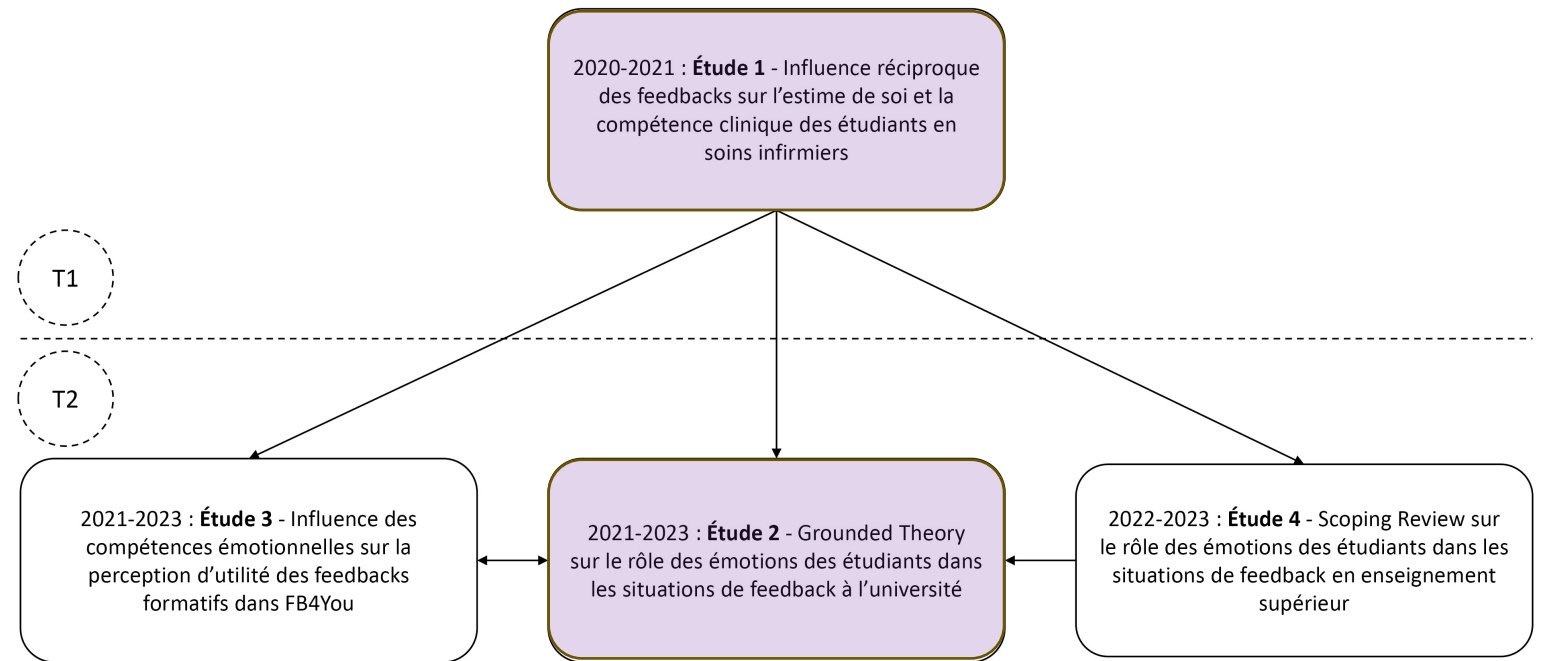 2020-2021 : Étude 1 - Influence réciproque
des feedbacks sur l’estime de soi et la
compétence clinique des étudiants en
soins infirmiers
T1
T2
2021-2023 : Étude 3 - Influence des
compétences émotionnelles sur la
perception d’utilité des feedbacks
formatifs dans FB4You
2021-2023 : Étude 2 - Grounded Theory
sur le rôle des émotions des étudiants dans
les situations de feedback à l’université
2022-2023 : Étude 4 - Scoping Review sur
le rôle des émotions des étudiants dans les
situations de feedback en enseignement
supérieur